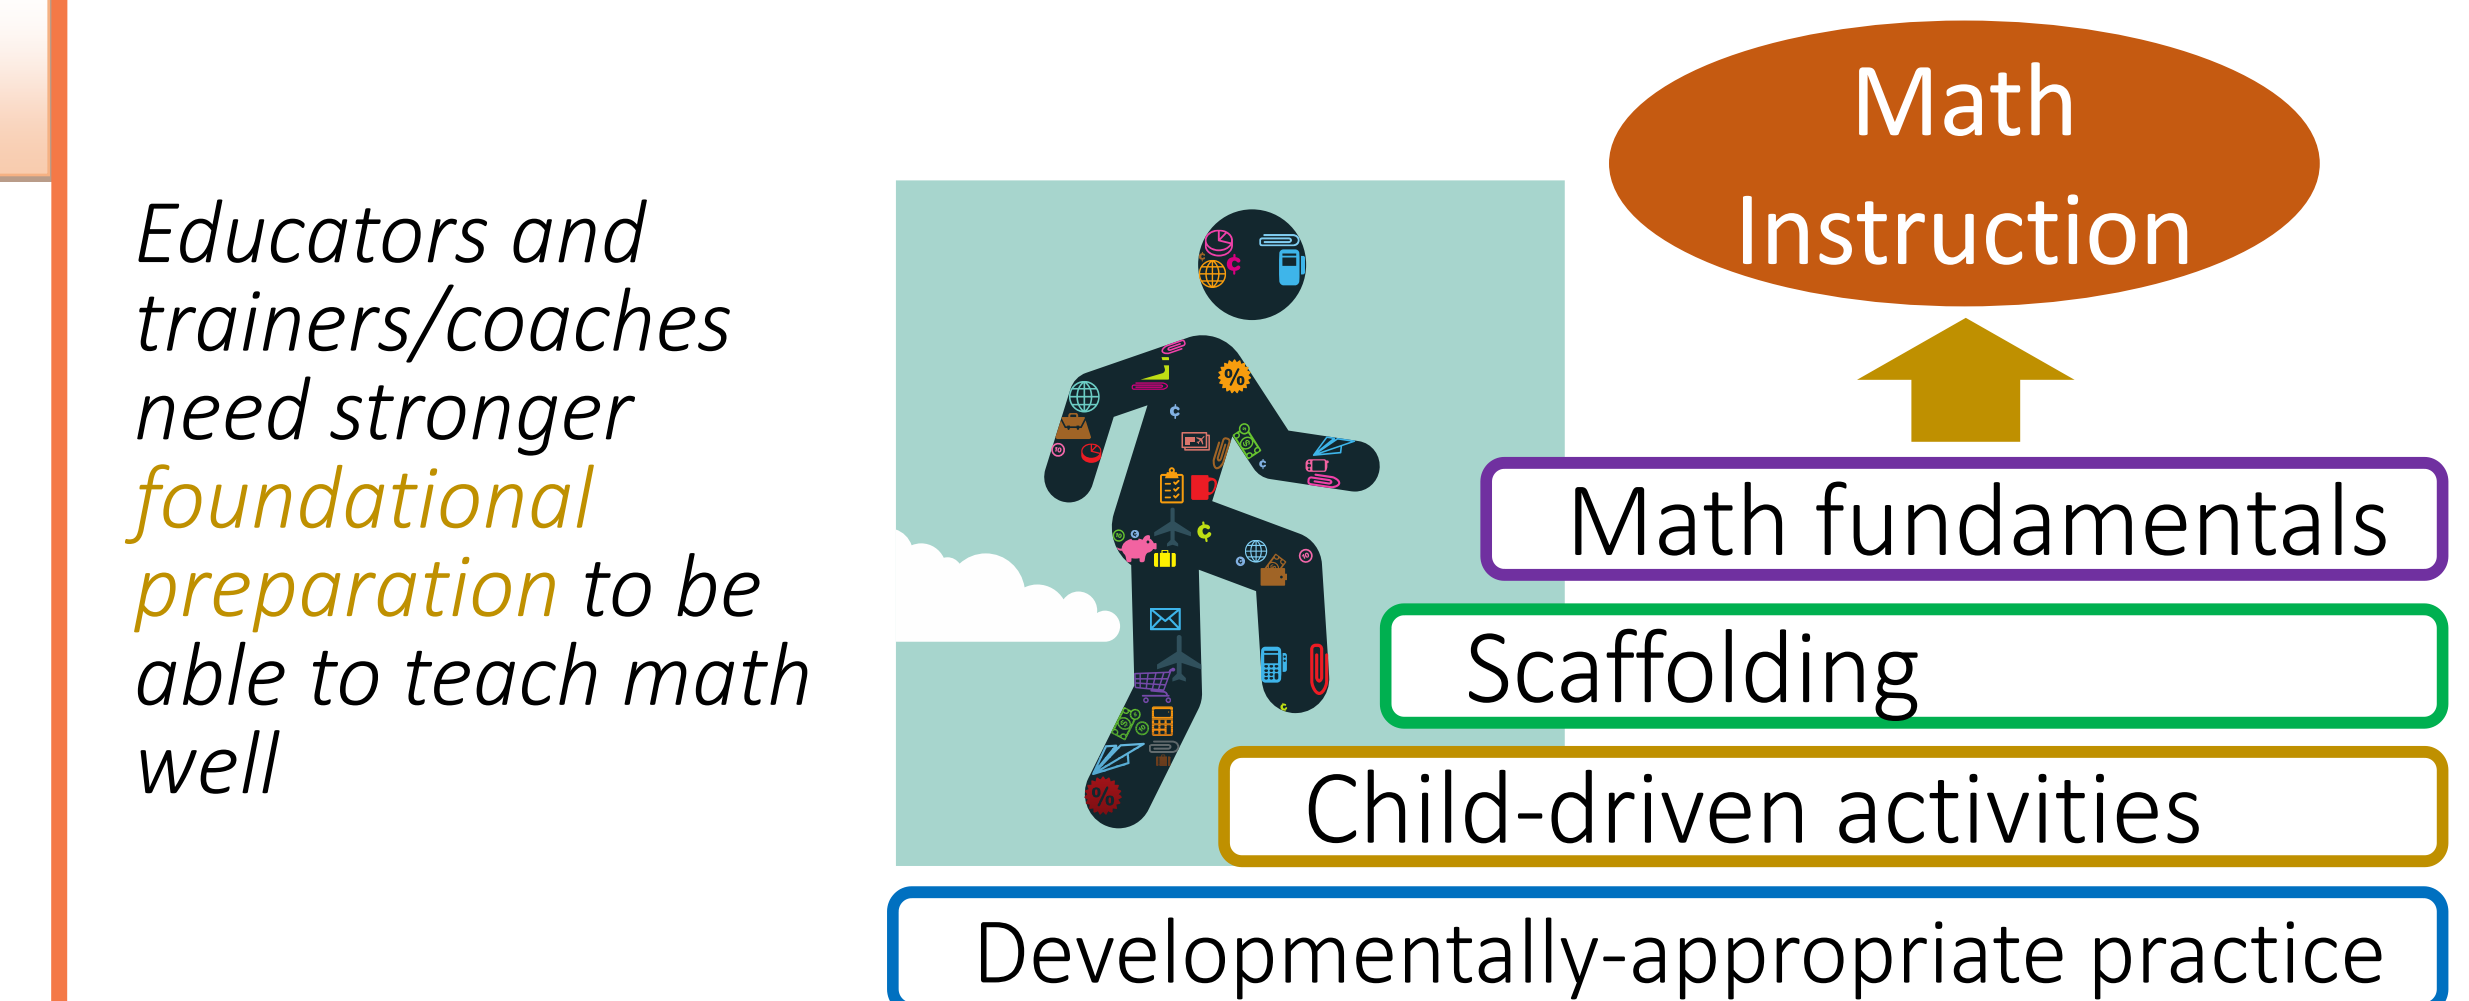 Educators and
trainers/coaches
need stronger
foundational
preparation to be
able to teach math
well
Math
Instruction
Math fundamentals
Scaffolding
Child-driven activities
Developmentally-appropriate practice